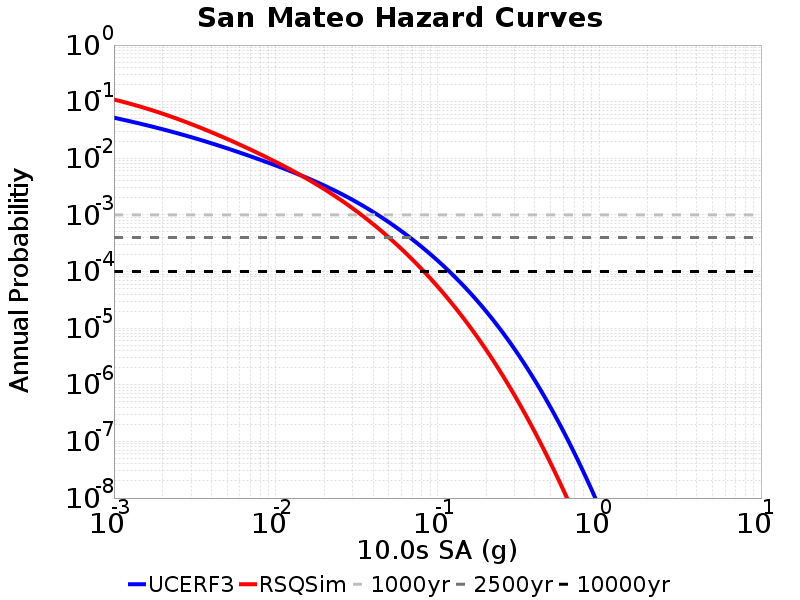 San Mateo Hazard Curves
Annual Probabilitiy
10^0
10^-1
10^-2
10^-3
10^-4
10^-5
10^-6
10^-7
10^-8
10^-3 10^-2 10^-1 10^0 10^1
10.0s SA (g)
UCERF3 RSQSim 1000yr 2500yr 10000yr